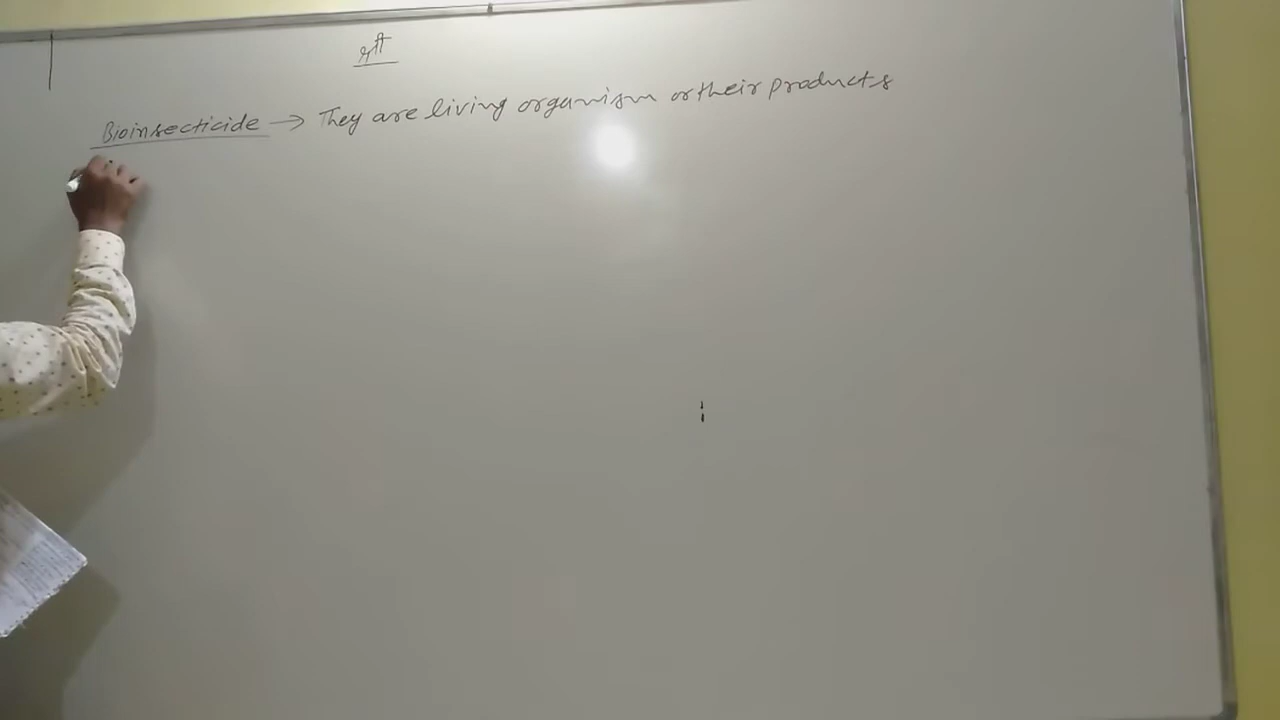 श्री
Bioinsecticide → They are living organism or their products